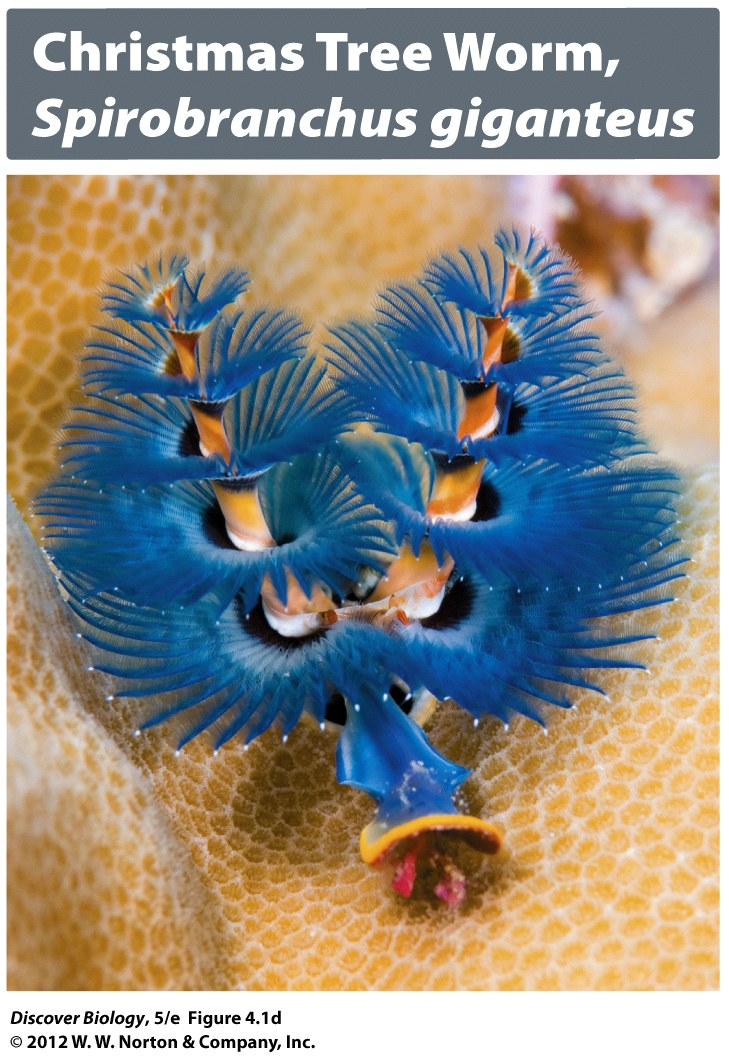 Christmas Tree Worm,
Spirobranchus giganteus
Discover Biology, 5/e Figure 4.1d
© 2012 W. W. Norton & Company, Inc.